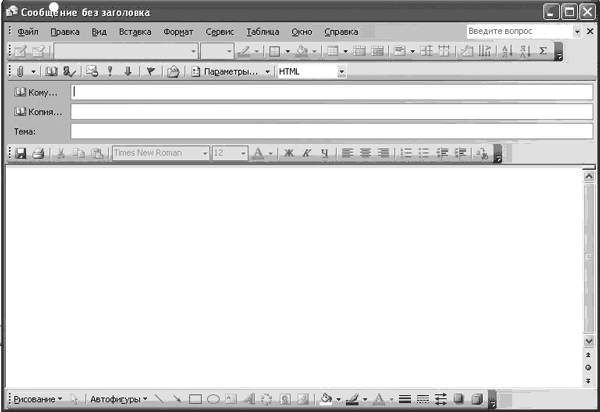 Сообщение без заголовка
Файл Правка Вид Вставка Формат Сервис Таблица Окно Справка Введите вопрос
Параметры... HTML
Кому...
Копия...
Тема:
Times New Roman 12 A Ж К Ч
Рисование Автофигуры